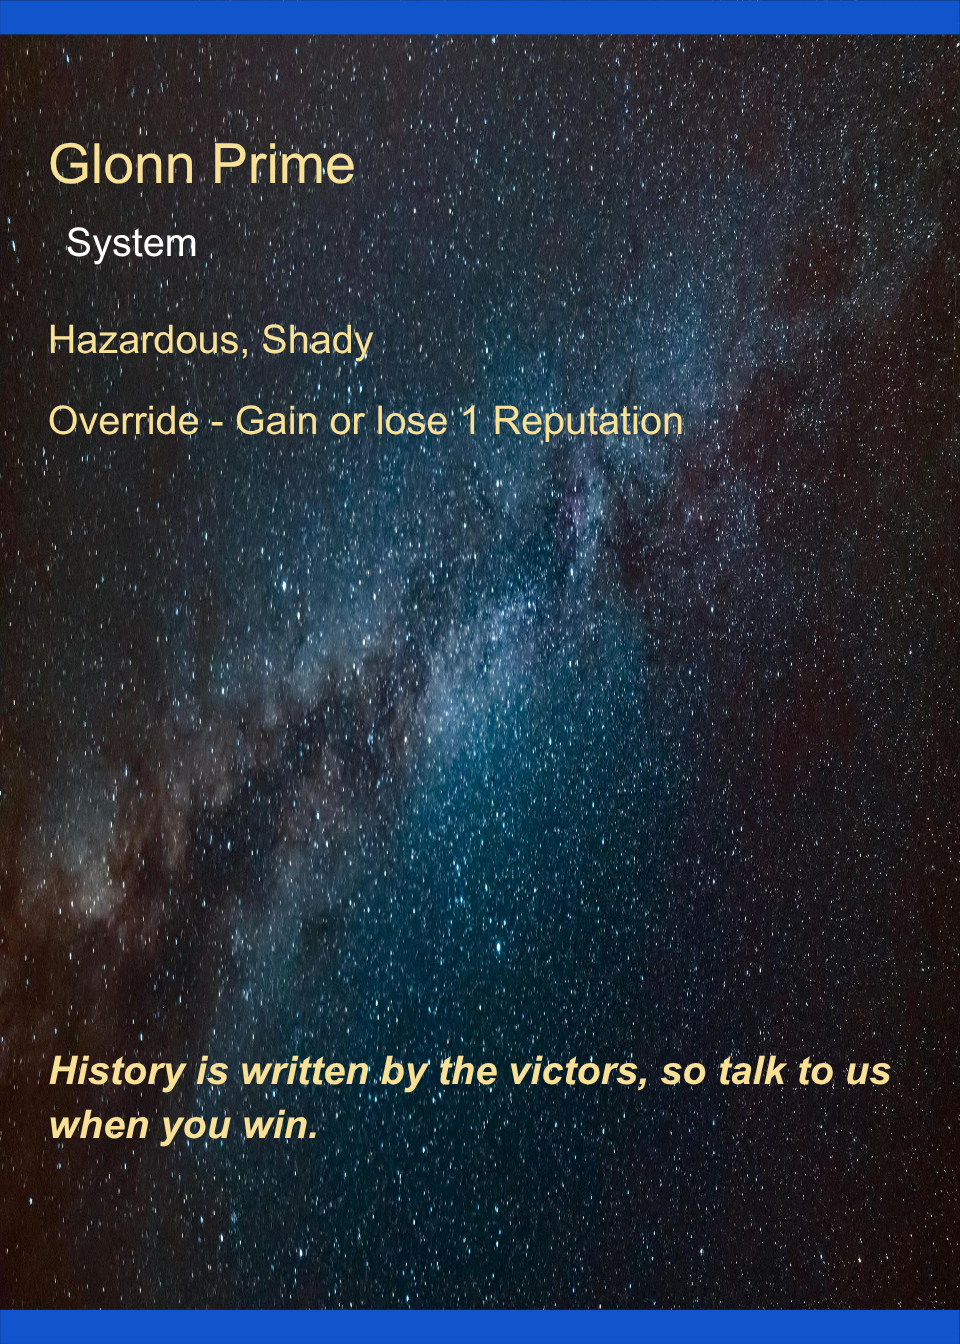 Glonn Prime
System
Hazardous, Shady
Override - Gain or lose 1 Reputation
History is written by the victors, so talk to us
when you win.